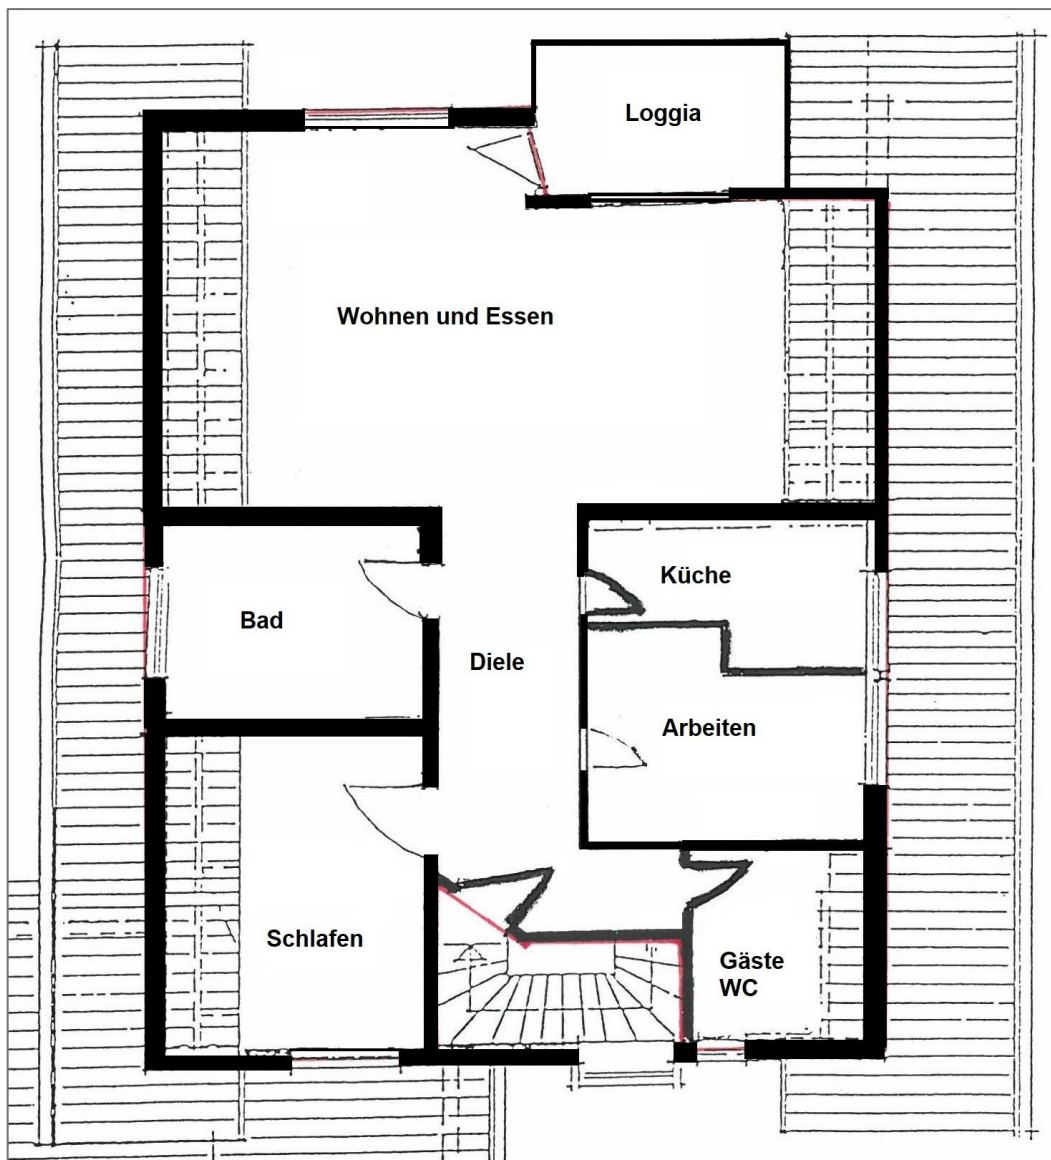 Loggia
Wohnen und Essen
Küche
Bad
Diele
Arbeiten
Schlafen
Gäste
WC